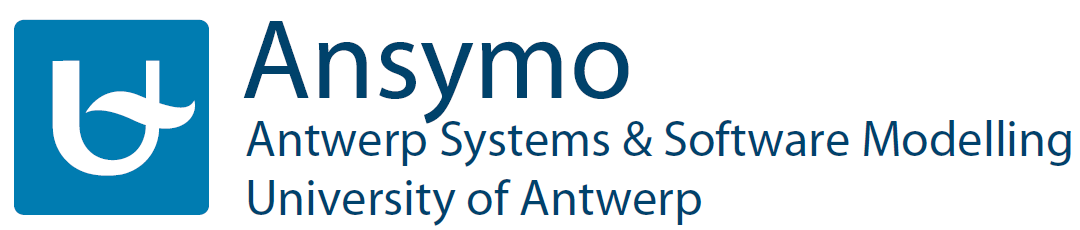 Ansymo
Antwerp Systems & Software Modelling
University of Antwerp